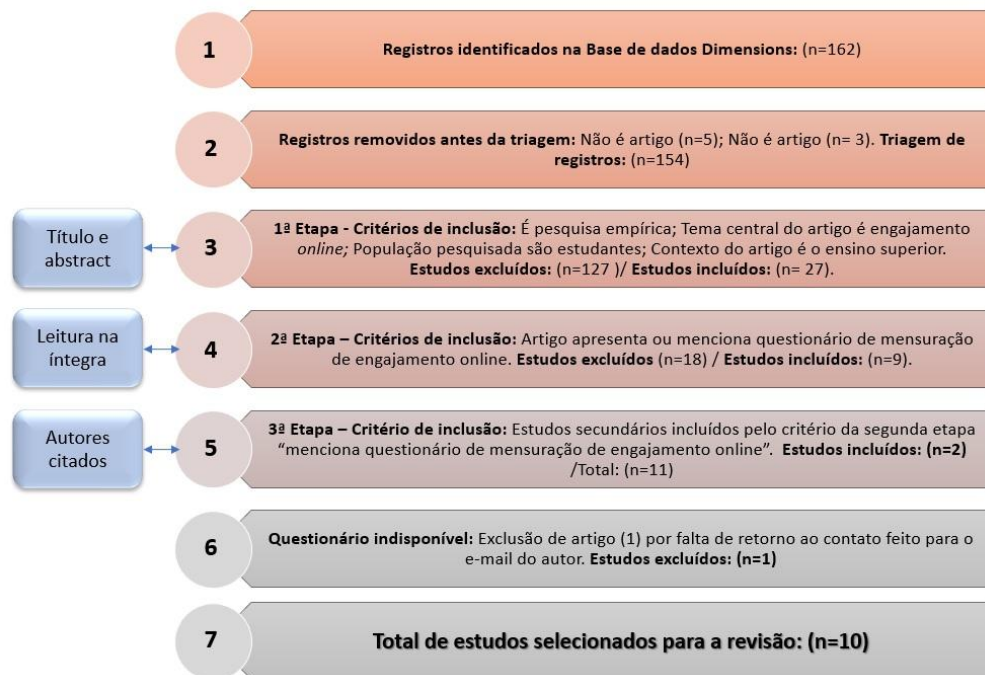 1
Registros identificados na Base de dados Dimensions: (n=162)
2
Registros removidos antes da triagem: Não é artigo (n=5); Não é artigo (n= 3). Triagem de
registros: (n=154)
Título e
abstract
3
1ª Etapa - Critérios de inclusão: É pesquisa empírica; Tema central do artigo é engajamento
online; População pesquisada são estudantes; Contexto do artigo é o ensino superior.
Estudos excluídos: (n=127 )/ Estudos incluídos: (n= 27).
Leitura na
íntegra
4
2ª Etapa – Critérios de inclusão: Artigo apresenta ou menciona questionário de mensuração
de engajamento online. Estudos excluídos (n=18) / Estudos incluídos: (n=9).
Autores
citados
5
3ª Etapa – Critério de inclusão: Estudos secundários incluídos pelo critério da segunda etapa
“menciona questionário de mensuração de engajamento online”. Estudos incluídos: (n=2)
/Total: (n=11)
6
Questionário indisponível: Exclusão de artigo (1) por falta de retorno ao contato feito para o
e-mail do autor. Estudos excluídos: (n=1)
7
Total de estudos selecionados para a revisão: (n=10)